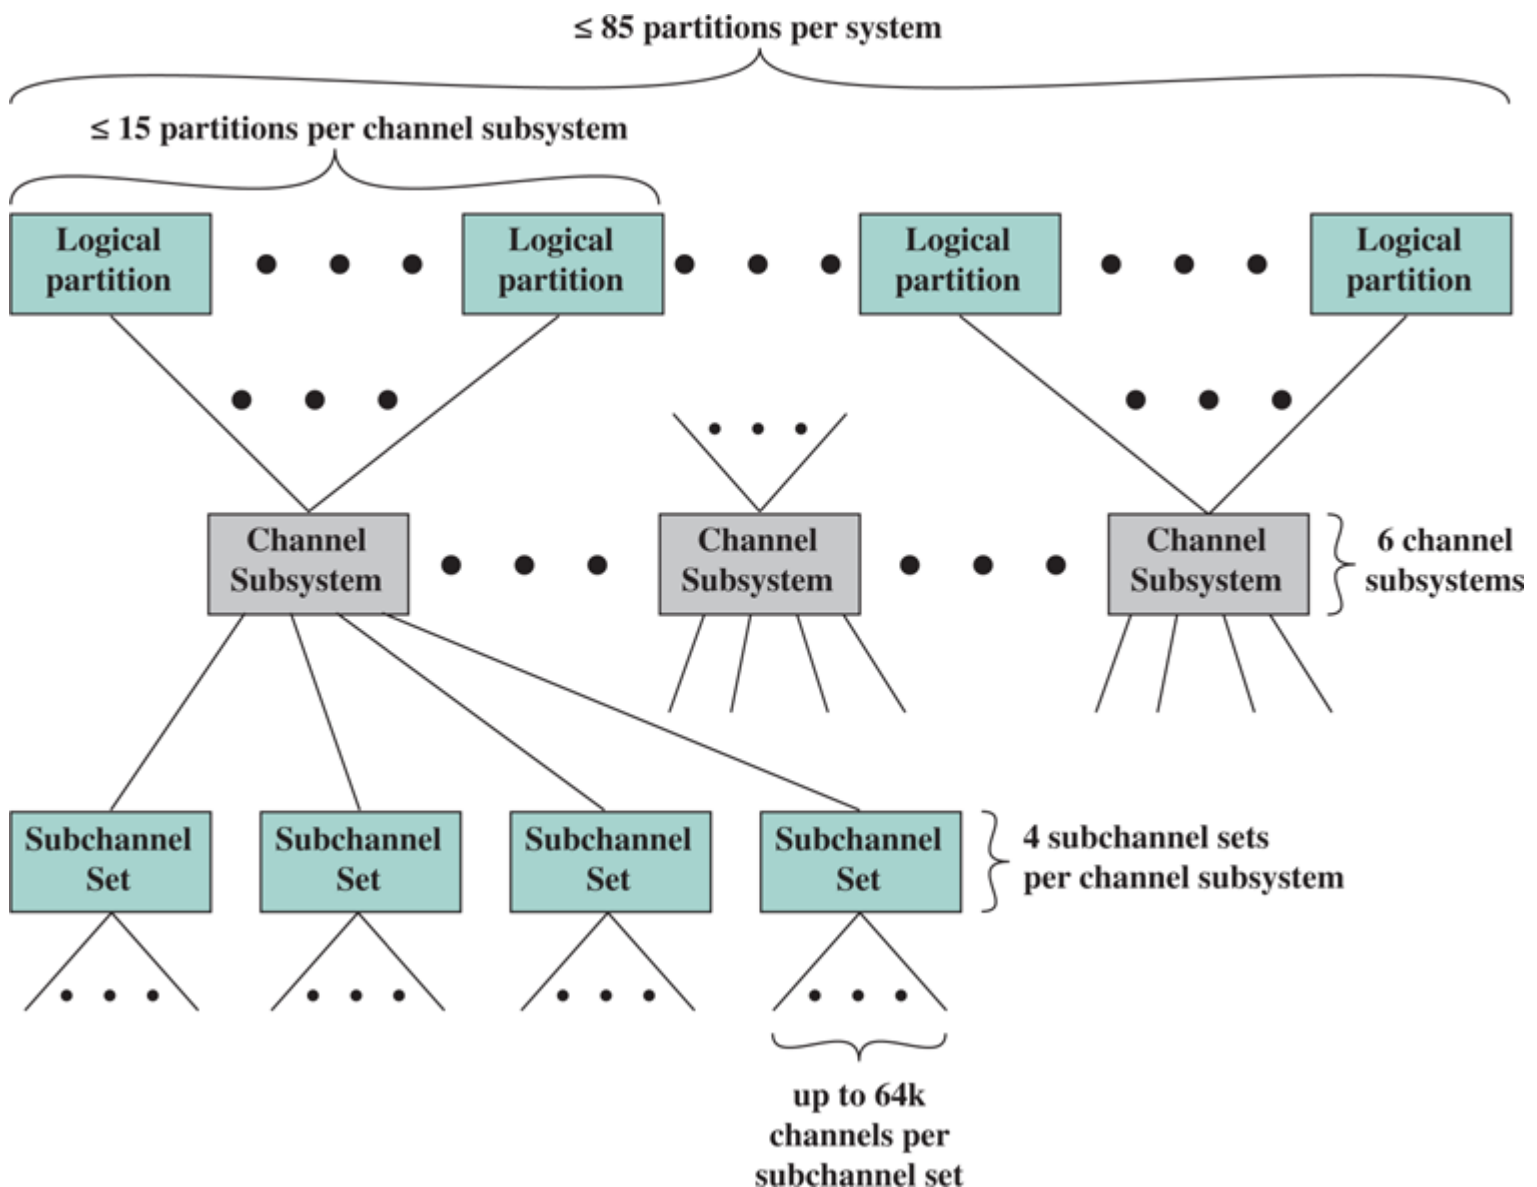 ≤ 85 partitions per system
≤ 15 partitions per channel subsystem
Logical
partition
Logical
partition
Logical
partition
Logical
partition
Channel
Subsystem
Channel
Subsystem
Channel
Subsystem
6 channel
subsystems
Subchannel
Set
Subchannel
Set
Subchannel
Set
Subchannel
Set
4 subchannel sets
per channel subsystem
up to 64k
channels per
subchannel set